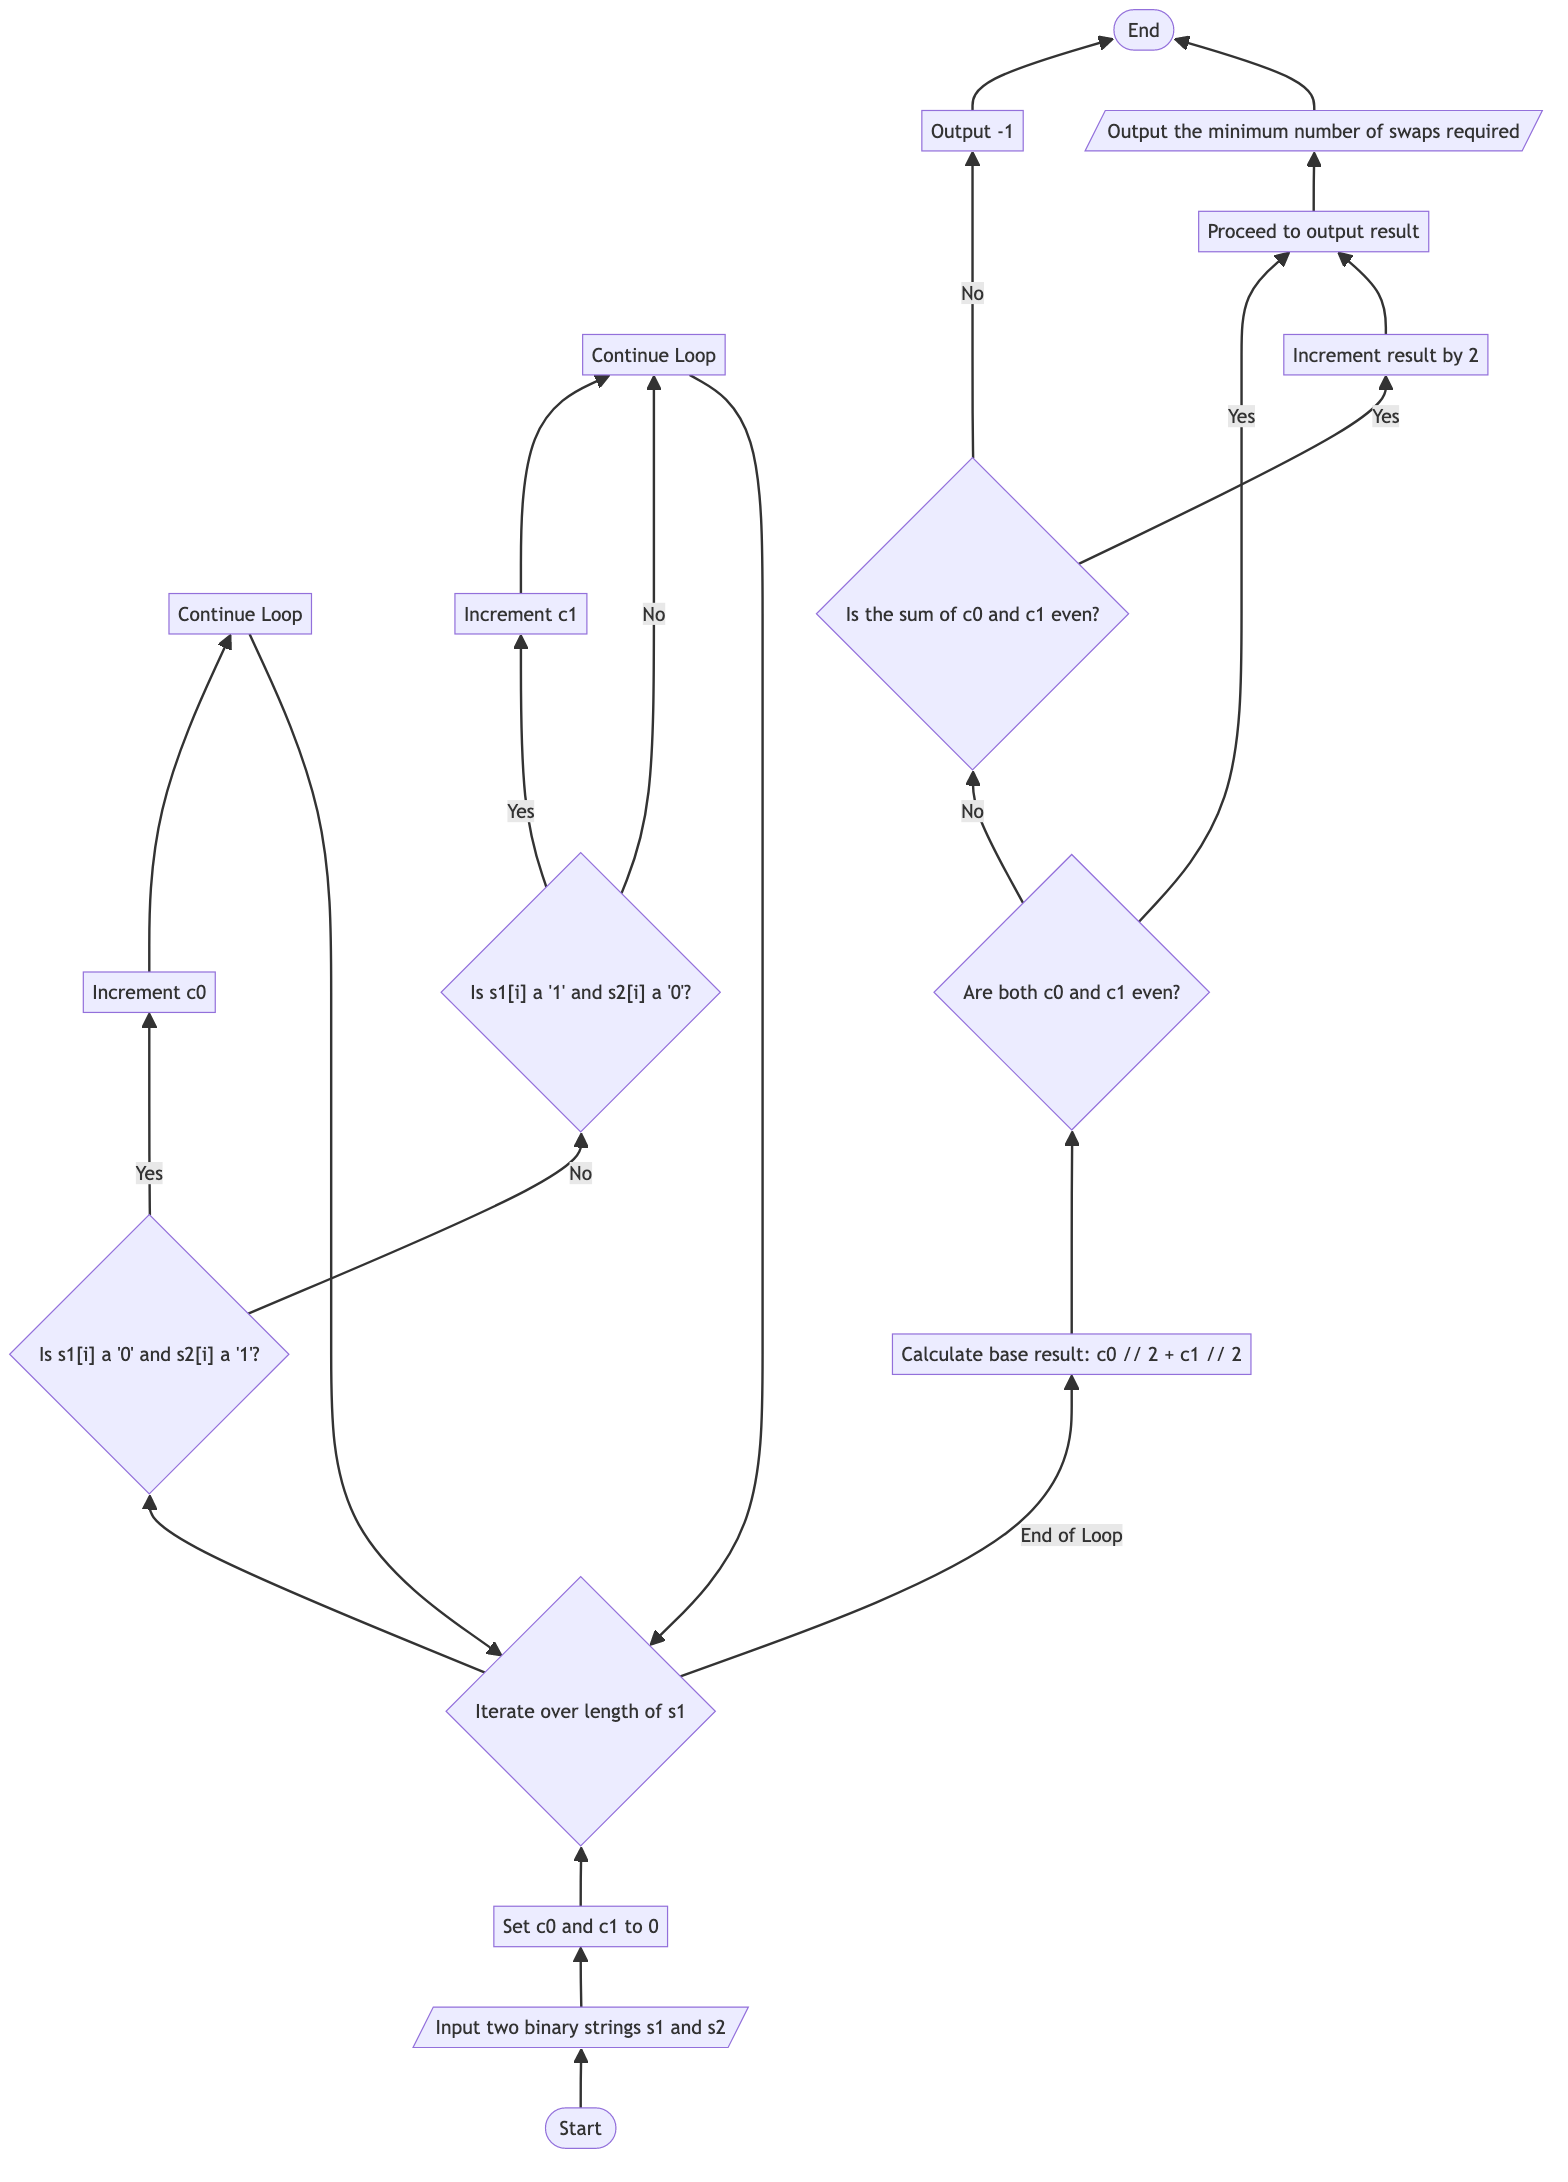 End
Output -1
Output the minimum number of swaps required
Proceed to output result
No
Continue Loop
Increment result by 2
Yes
Yes
Continue Loop
Increment c1
No
Is the sum of c0 and c1 even?
Yes
No
Increment c0
Is s1[i] a '1' and s2[i] a '0'?
Are both c0 and c1 even?
Yes
No
Is s1[i] a '0' and s2[i] a '1'?
Calculate base result: c0 // 2 + c1 // 2
End of Loop
Iterate over length of s1
Set c0 and c1 to 0
Input two binary strings s1 and s2
Start